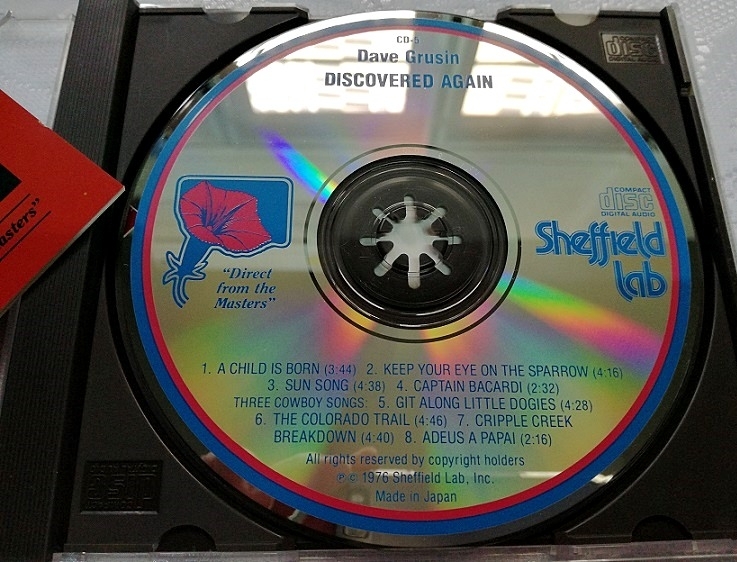 CD-5
Dave Grusin
DISCOVERED AGAIN
disc
COMPACT
disc
DIGITAL AUDIO
Sheffield
lab
asters"
"Direct
from the
Masters"
1. A CHILD IS BORN (3:44) 2. KEEP YOUR EYE ON THE SPARROW (4:16)
3. SUN SONG (4:38) 4. CAPTAIN BACARDI (2:32)
THREE COWBOY SONGS: 5. GIT ALONG LITTLE DOGIES (4:28)
6. THE COLORADO TRAIL (4:46) 7. CRIPPLE CREEK
BREAKDOWN (4:40) 8. ADEUS A PAPAI (2:16)
All rights reserved by copyright holders
℗ © 1976 Sheffield Lab, Inc.
Made in Japan